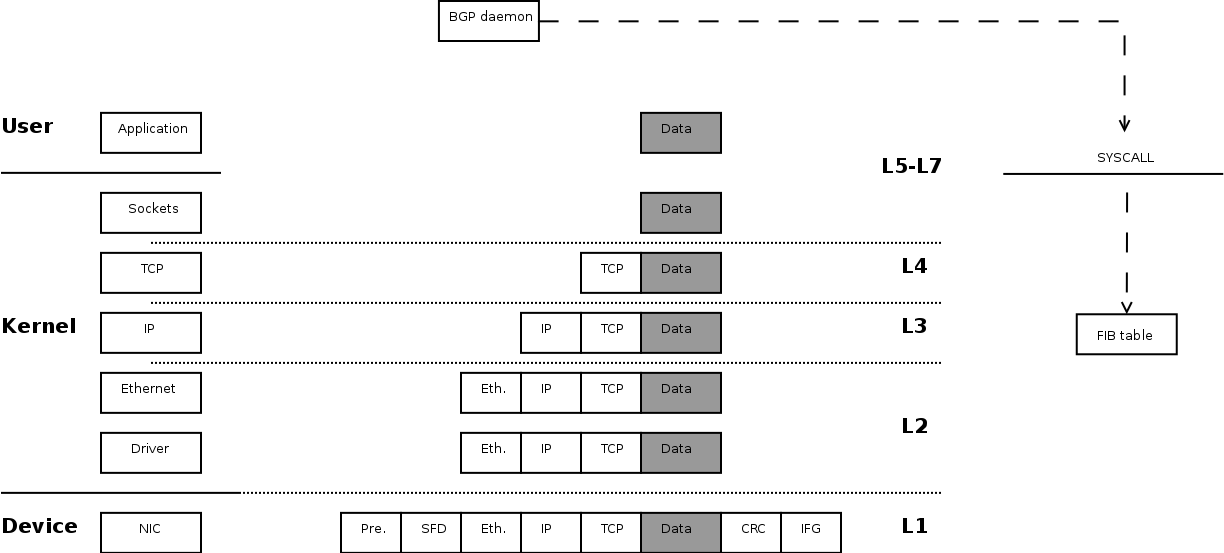 BGP daemon
User
Application
Data
SYSCALL
L5-L7
Sockets
Data
TCP
TCP Data
L4
Kernel
IP
IP TCP Data
L3
FIB table
Ethernet
Eth. IP TCP Data
L2
Driver
Eth. IP TCP Data
Device
NIC
Pre. SFD Eth. IP TCP Data CRC IFG
L1